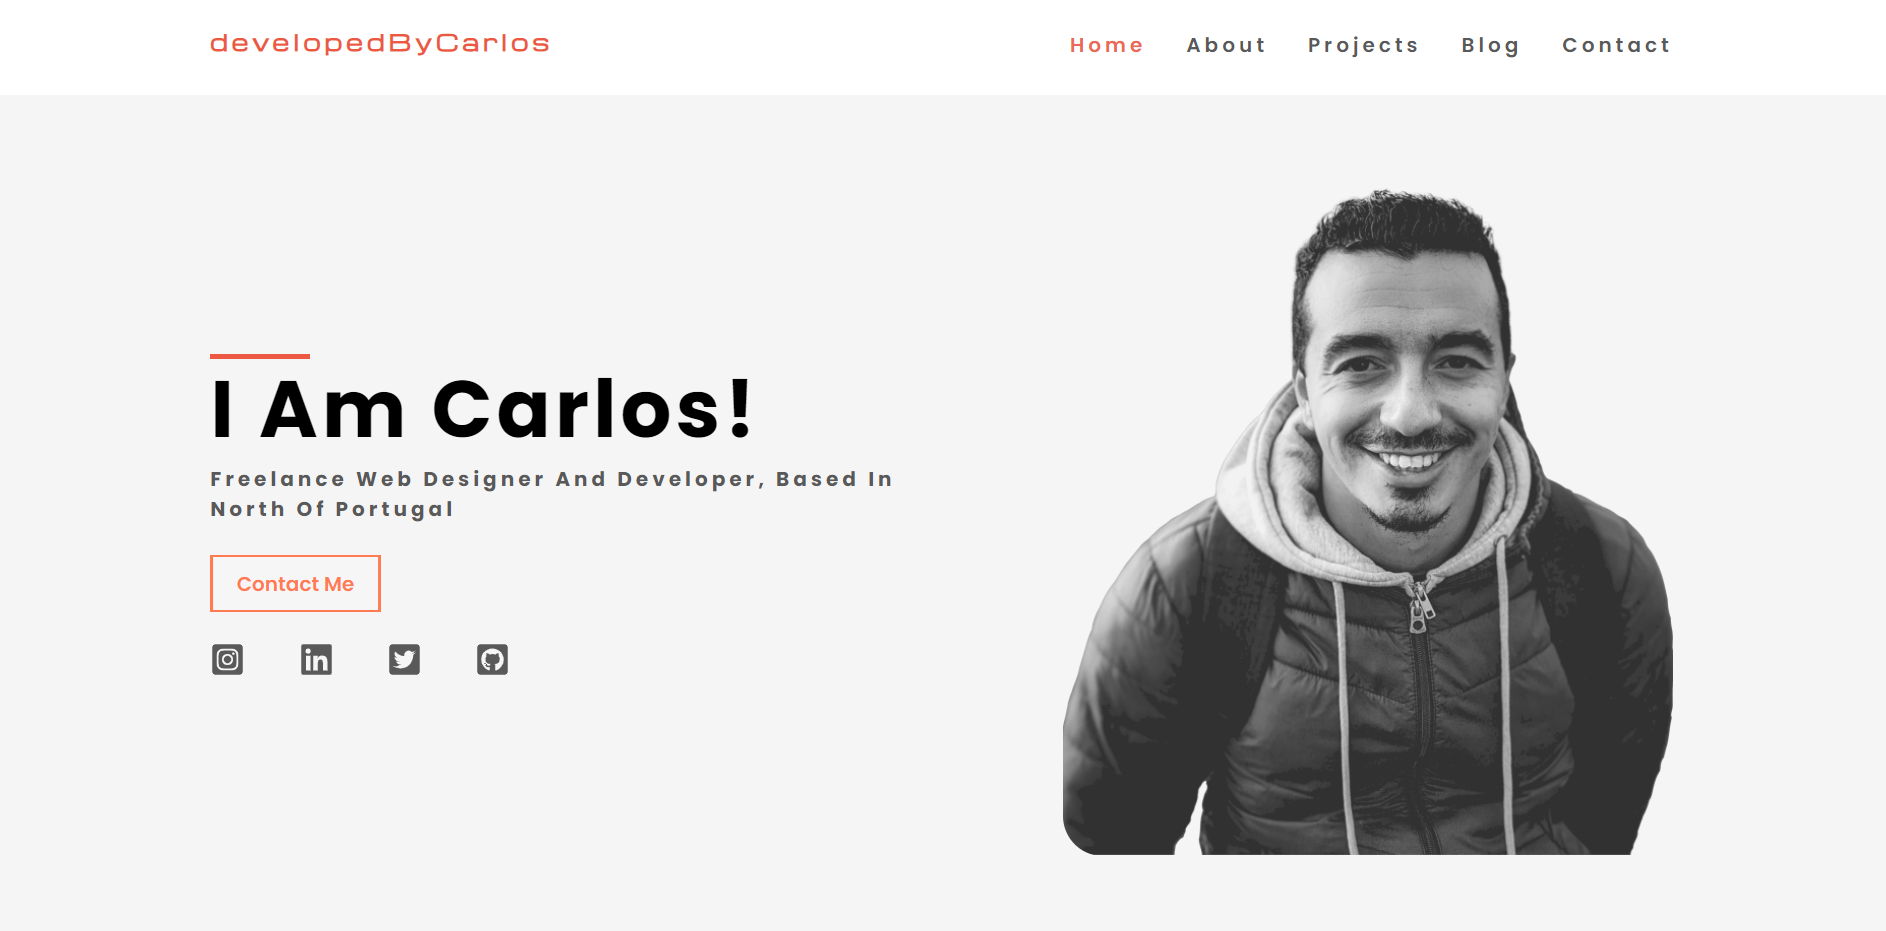 developedByCarlos
Home About Projects Blog Contact
I Am Carlos!
Freelance Web Designer And Developer, Based In
North Of Portugal
Contact Me
in